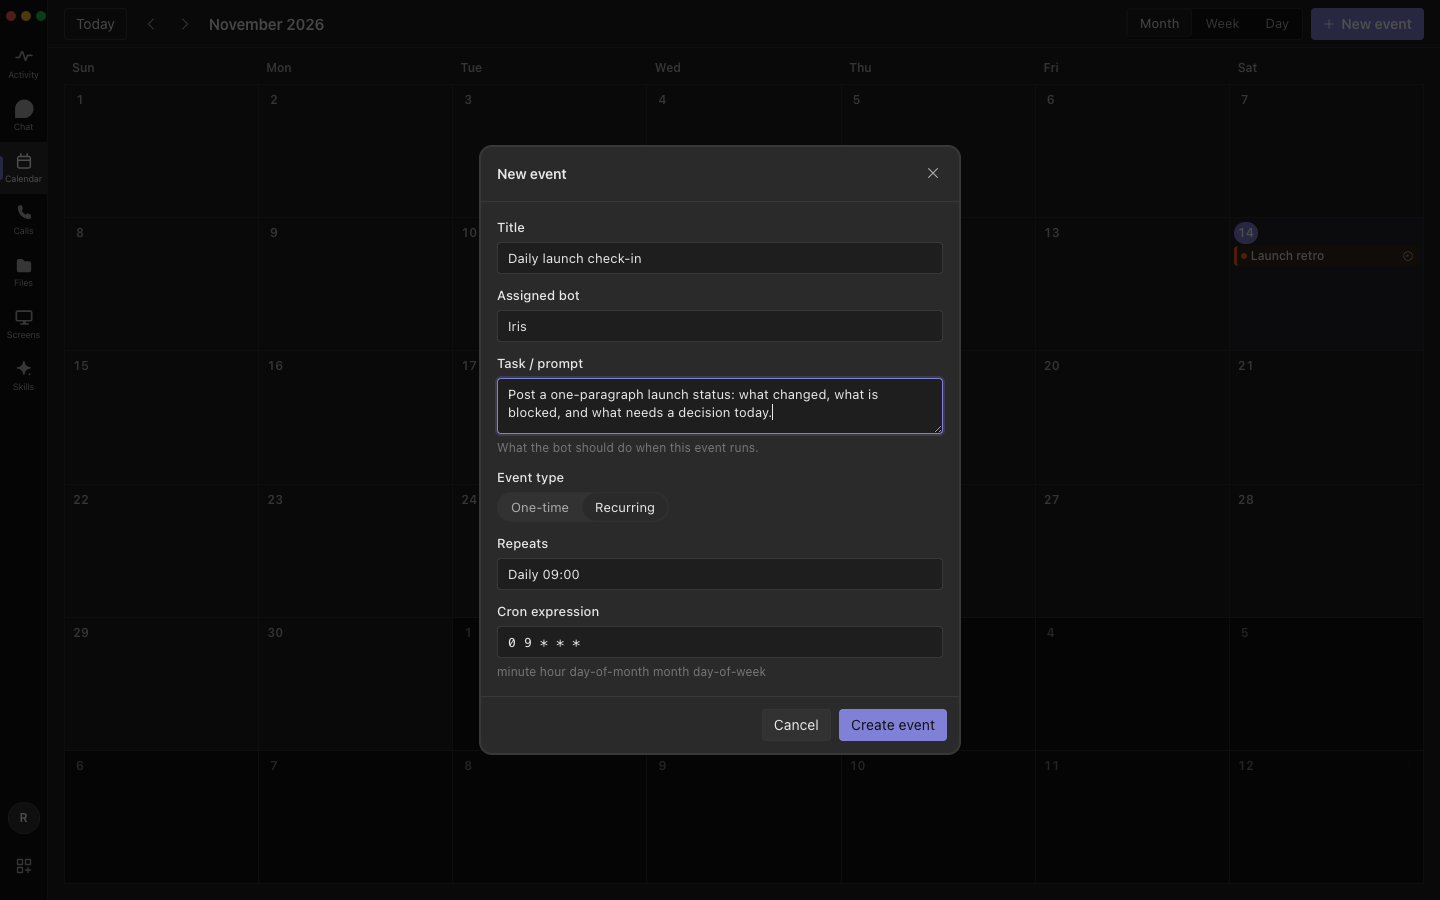 Today
November 2026
Month
Week
Day
+ New event
Activity
Chat
Calendar
Calls
Files
Screens
Skills
R
Sun Mon Tue Wed Thu Fri Sat
1 2 3 4 5 6 7
8 9 10 13 14
Launch retro
15 16 17 20 21
22 23 24 27 28
29 30 1 4 5
6 7 8 9 10 11 12
New event
Title
Daily launch check-in
Assigned bot
Iris
Task / prompt
Post a one-paragraph launch status: what changed, what is
blocked, and what needs a decision today.
What the bot should do when this event runs.
Event type
One-time
Recurring
Repeats
Daily 09:00
Cron expression
0 9 * * *
minute hour day-of-month month day-of-week
Cancel
Create event